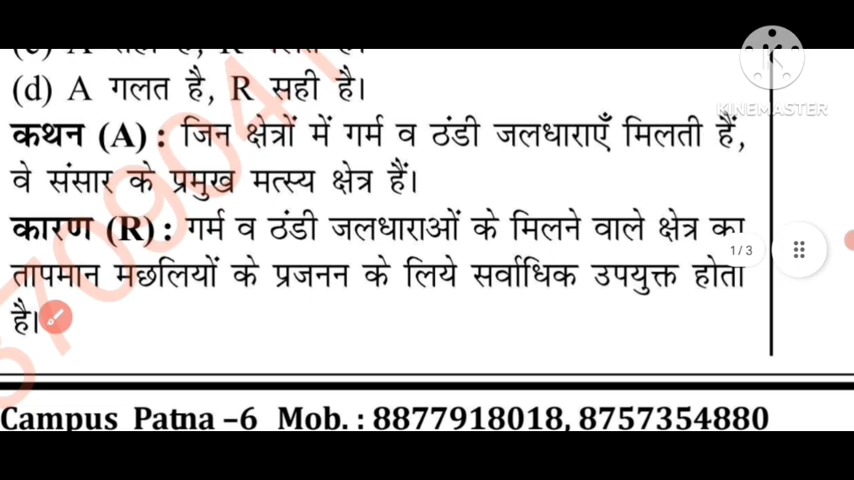 (d) A गलत है, R सही है।
कथन (A) : जिन क्षेत्रों में गर्म व ठंडी जलधाराएँ मिलती हैं,
वे संसार के प्रमुख मत्स्य क्षेत्र हैं।
कारण (R) : गर्म व ठंडी जलधाराओं के मिलने वाले क्षेत्र का
तापमान मछलियों के प्रजनन के लिये सर्वाधिक उपयुक्त होता
है।
Campus Patna –6 Mob. : 8877918018, 8757354880
KINEMASTER
1/3